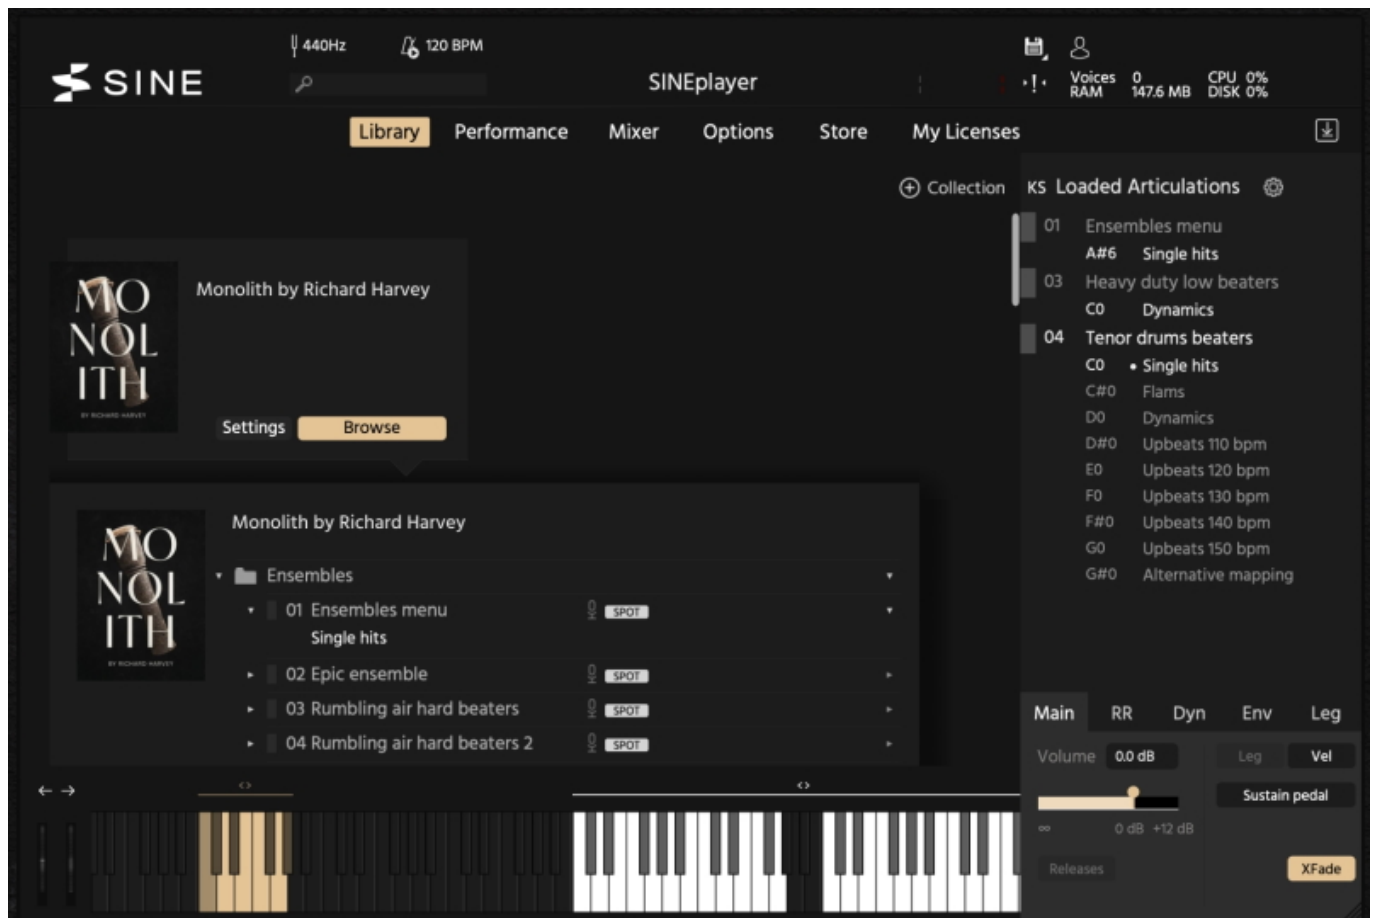 440Hz
120 BPM
SINE
SINEplayer
Voices 0
RAM 147.6 MB
CPU 0%
DISK 0%
Library
Performance
Mixer
Options
Store
My Licenses
Collection
MO
NOL
ITH
BY RICHARD HARVEY
Monolith by Richard Harvey
Settings
Browse
MO
NOL
ITH
BY RICHARD HARVEY
Monolith by Richard Harvey
Ensembles
01 Ensembles menu SPOT
Single hits
02 Epic ensemble SPOT
03 Rumbling air hard beaters SPOT
04 Rumbling air hard beaters 2 SPOT
KS Loaded Articulations
01 Ensembles menu
A#6 Single hits
03 Heavy duty low beaters
C0 Dynamics
04 Tenor drums beaters
C0 • Single hits
C#0 Flams
D0 Dynamics
D#0 Upbeats 110 bpm
E0 Upbeats 120 bpm
F0 Upbeats 130 bpm
F#0 Upbeats 140 bpm
G0 Upbeats 150 bpm
G#0 Alternative mapping
Main RR Dyn Env Leg
Volume 0.0 dB
Leg Vel
Sustain pedal
∞ 0 dB +12 dB
Releases
XFade